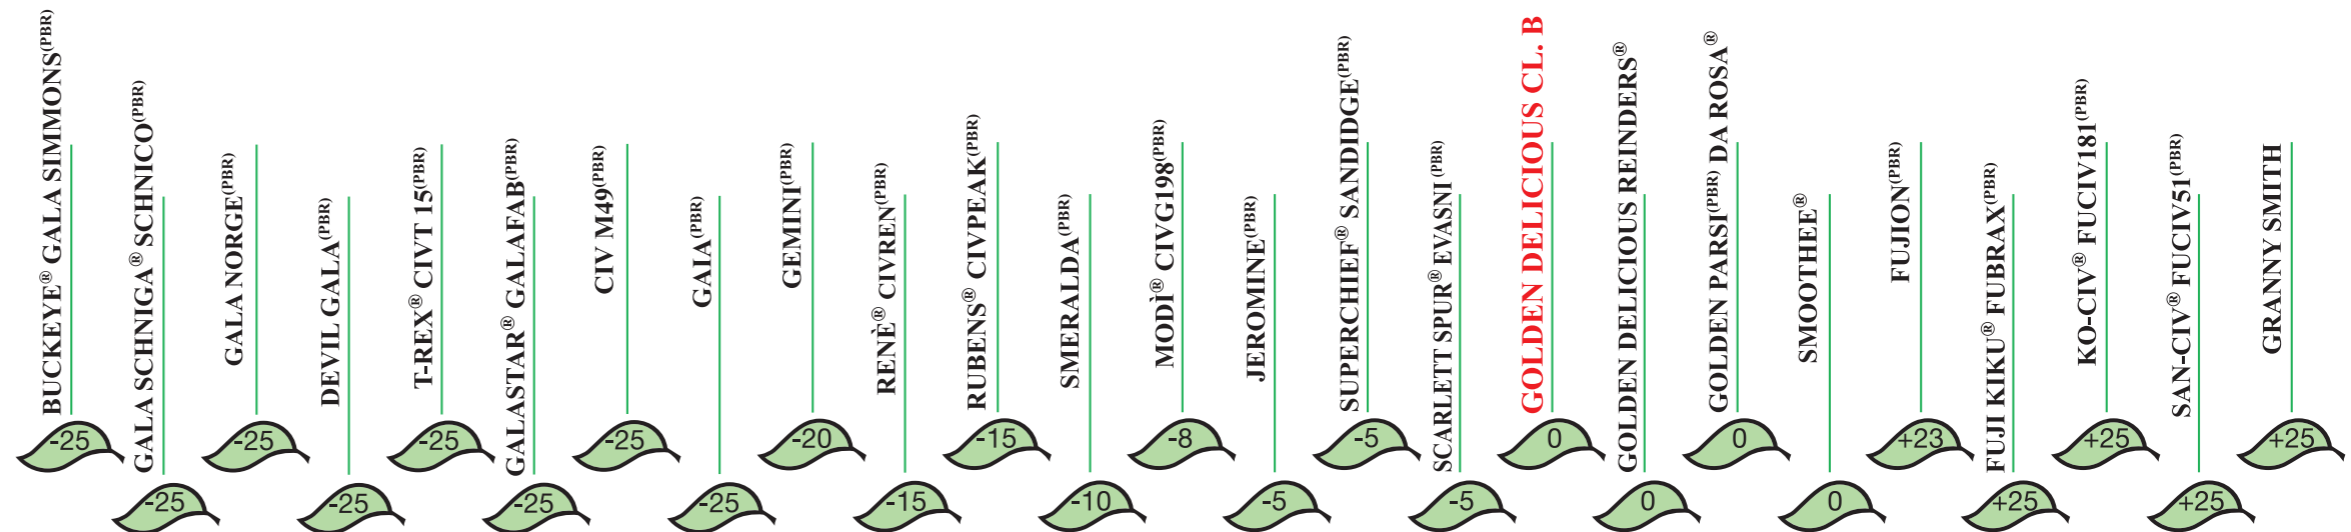 BUCKEYE® GALA SIMMONS(PBR)
-25
GALA SCHNIGA® SCHNICO(PBR)
-25
GALA NORGE(PBR)
-25
DEVIL GALA(PBR)
-25
T-REX® CIVT 15(PBR)
-25
GALASTAR® GALAFAB(PBR)
-25
CIV M49(PBR)
-25
GAIA(PBR)
-25
GEMINI(PBR)
-20
RENÈ® CIVREN(PBR)
-15
RUBENS® CIVPEAK(PBR)
-15
SMERALDA(PBR)
-10
MODÌ® CIVG198(PBR)
-8
JEROMINE(PBR)
-5
SUPERCHIEF® SANDIDGE(PBR)
-5
SCARLETT SPUR® EVASNI(PBR)
-5
GOLDEN DELICIOUS CL. B
0
GOLDEN DELICIOUS REINDERS®
0
GOLDEN PARSI(PBR) DA ROSA®
0
SMOOTHEE®
0
FUJION(PBR)
+23
FUJI KIKU® FUBRAX(PBR)
+25
KO-CIV® FUCIV181(PBR)
+25
SAN-CIV® FUCIV51(PBR)
+25
GRANNY SMITH
+25